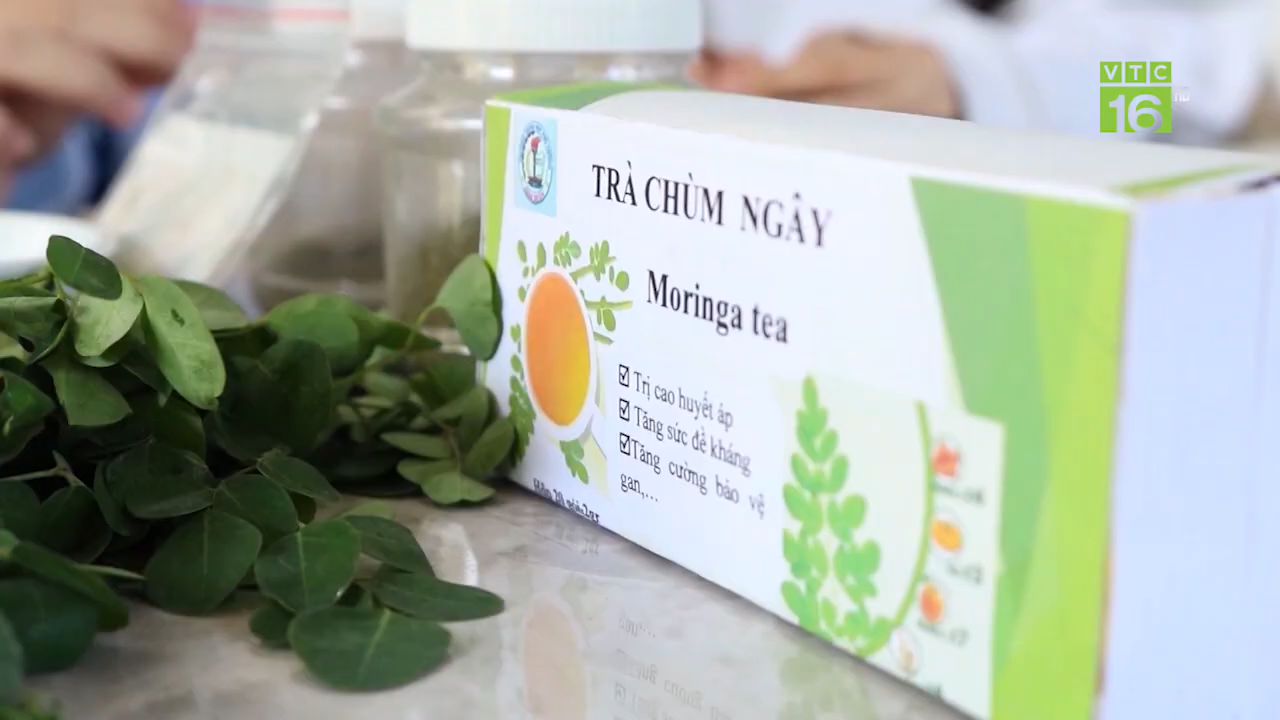 VTC
16
HD
TRÀ CHÙM NGÂY
Moringa tea
☑ Trị cao huyết áp
☑ Tăng sức đề kháng
☑Tăng cường bảo vệ
gan,...